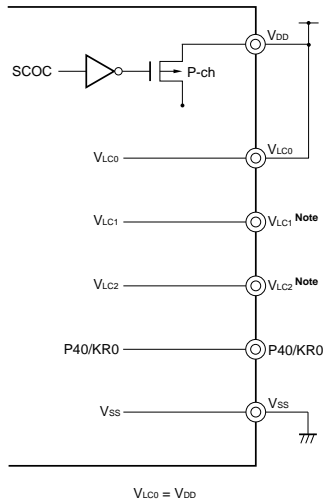 VDD
SCOC
P-ch
VLC0 VLC0
VLC1 VLC1 Note
VLC2 VLC2 Note
P40/KR0 P40/KR0
VSS VSS
VLC0 = VDD